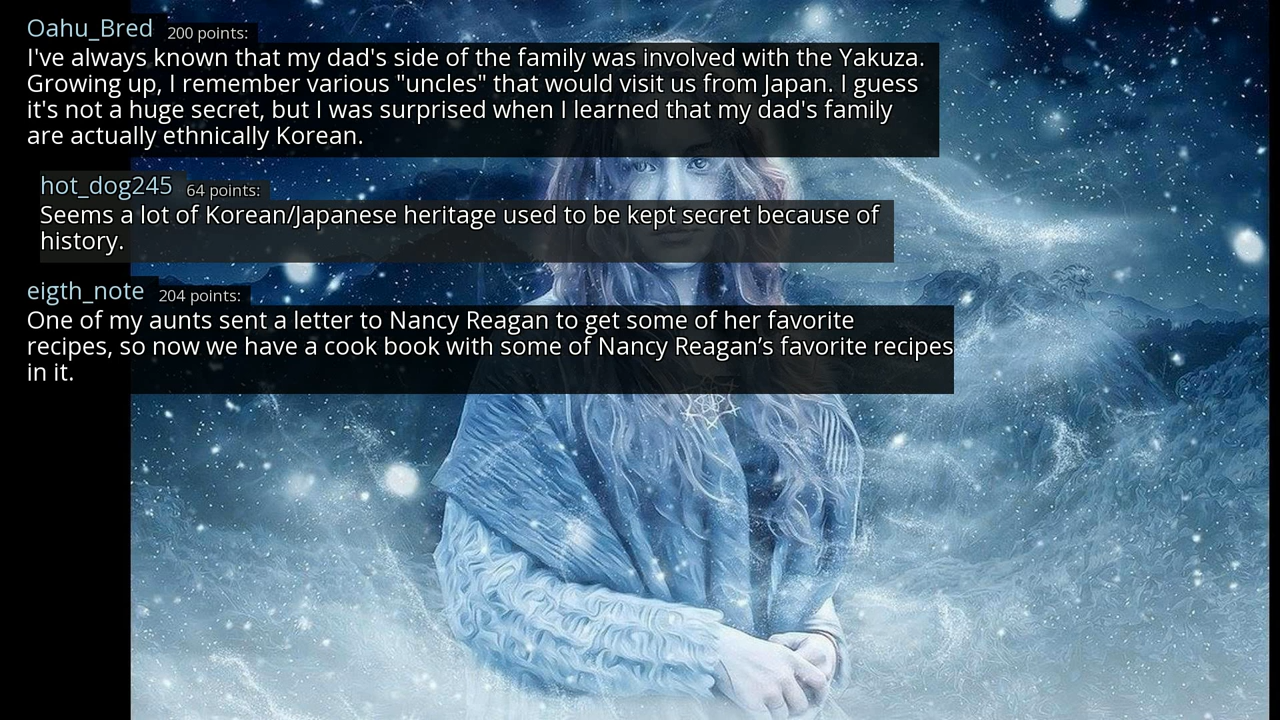 Oahu_Bred 200 points:
I've always known that my dad's side of the family was involved with the Yakuza.
Growing up, I remember various "uncles" that would visit us from Japan. I guess
it's not a huge secret, but I was surprised when I learned that my dad's family
are actually ethnically Korean.
hot_dog245 64 points:
Seems a lot of Korean/Japanese heritage used to be kept secret because of
history.
eigth_note 204 points:
One of my aunts sent a letter to Nancy Reagan to get some of her favorite
recipes, so now we have a cook book with some of Nancy Reagan’s favorite recipes
in it.